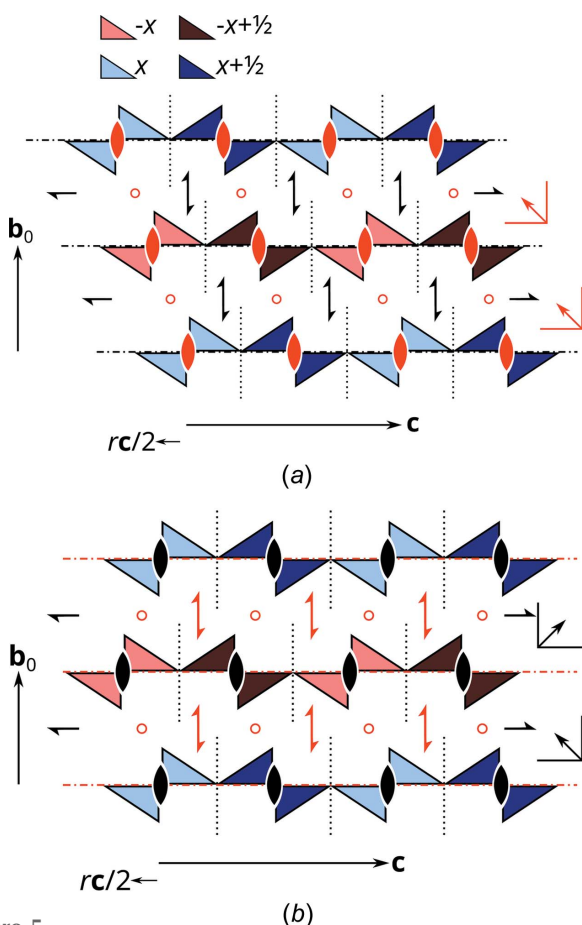 -x -x+½
x x+½
b₀
c
rc/2
(a)
b₀
c
rc/2
(b)